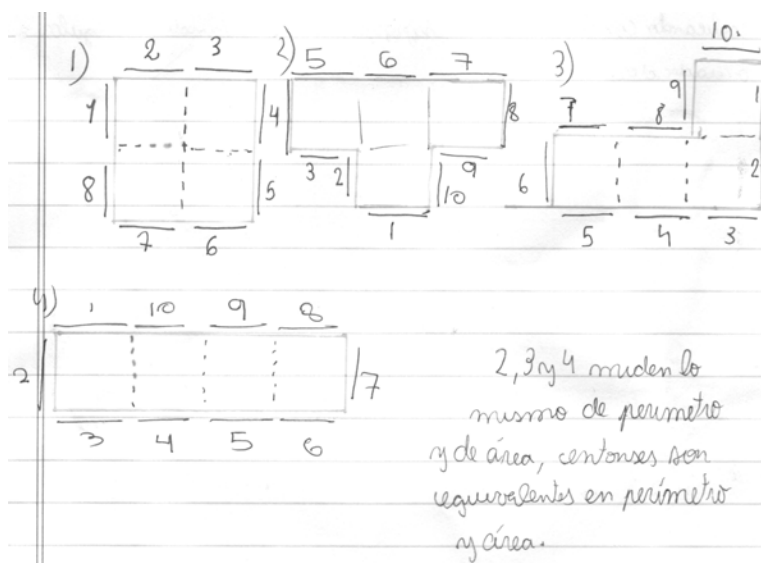 1) 2 3
1 4
8 5
7 6
2) 5 6 7
8
3 2 9
10
1
3) 10.
9 1
7 8
6 2
5 4 3
4) 1 10 9 8
2 7
3 4 5 6
2, 3 y 4 miden lo
mismo de perimetro
y de área, centonses son
equivalentes en perímetro
y área.